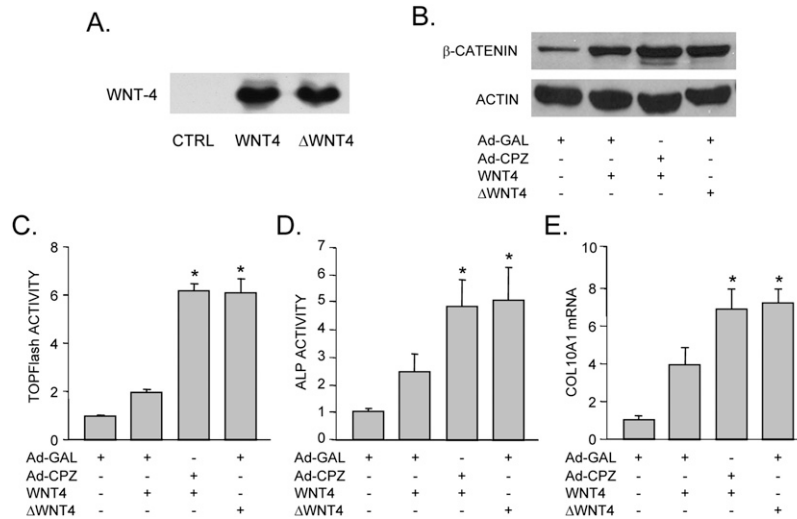 A.
WNT-4
CTRL WNT4 ΔWNT4
B.
β-CATENIN
ACTIN
Ad-GAL + + - +
Ad-CPZ - - + -
WNT4 - + + -
ΔWNT4 - - - +
C.
TOPFlash ACTIVITY
8
6
4
2
0
* *
Ad-GAL + + - +
Ad-CPZ - - + -
WNT4 - + + -
ΔWNT4 - - - +
D.
ALP ACTIVITY
7
6
5
4
3
2
1
0
* *
Ad-GAL + + - +
Ad-CPZ - - + -
WNT4 - + + -
ΔWNT4 - - - +
E.
COL10A1 mRNA
10
8
6
4
2
0
* *
Ad-GAL + + - +
Ad-CPZ - - + -
WNT4 - + + -
ΔWNT4 - - - +